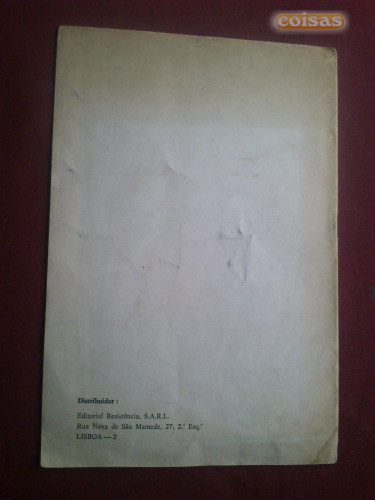 coisas
Distribuidor :
Editorial Resistência, S.A.R.L.
Rua Nova de São Mamede, 27, 2.º Esq.º
LISBOA — 2